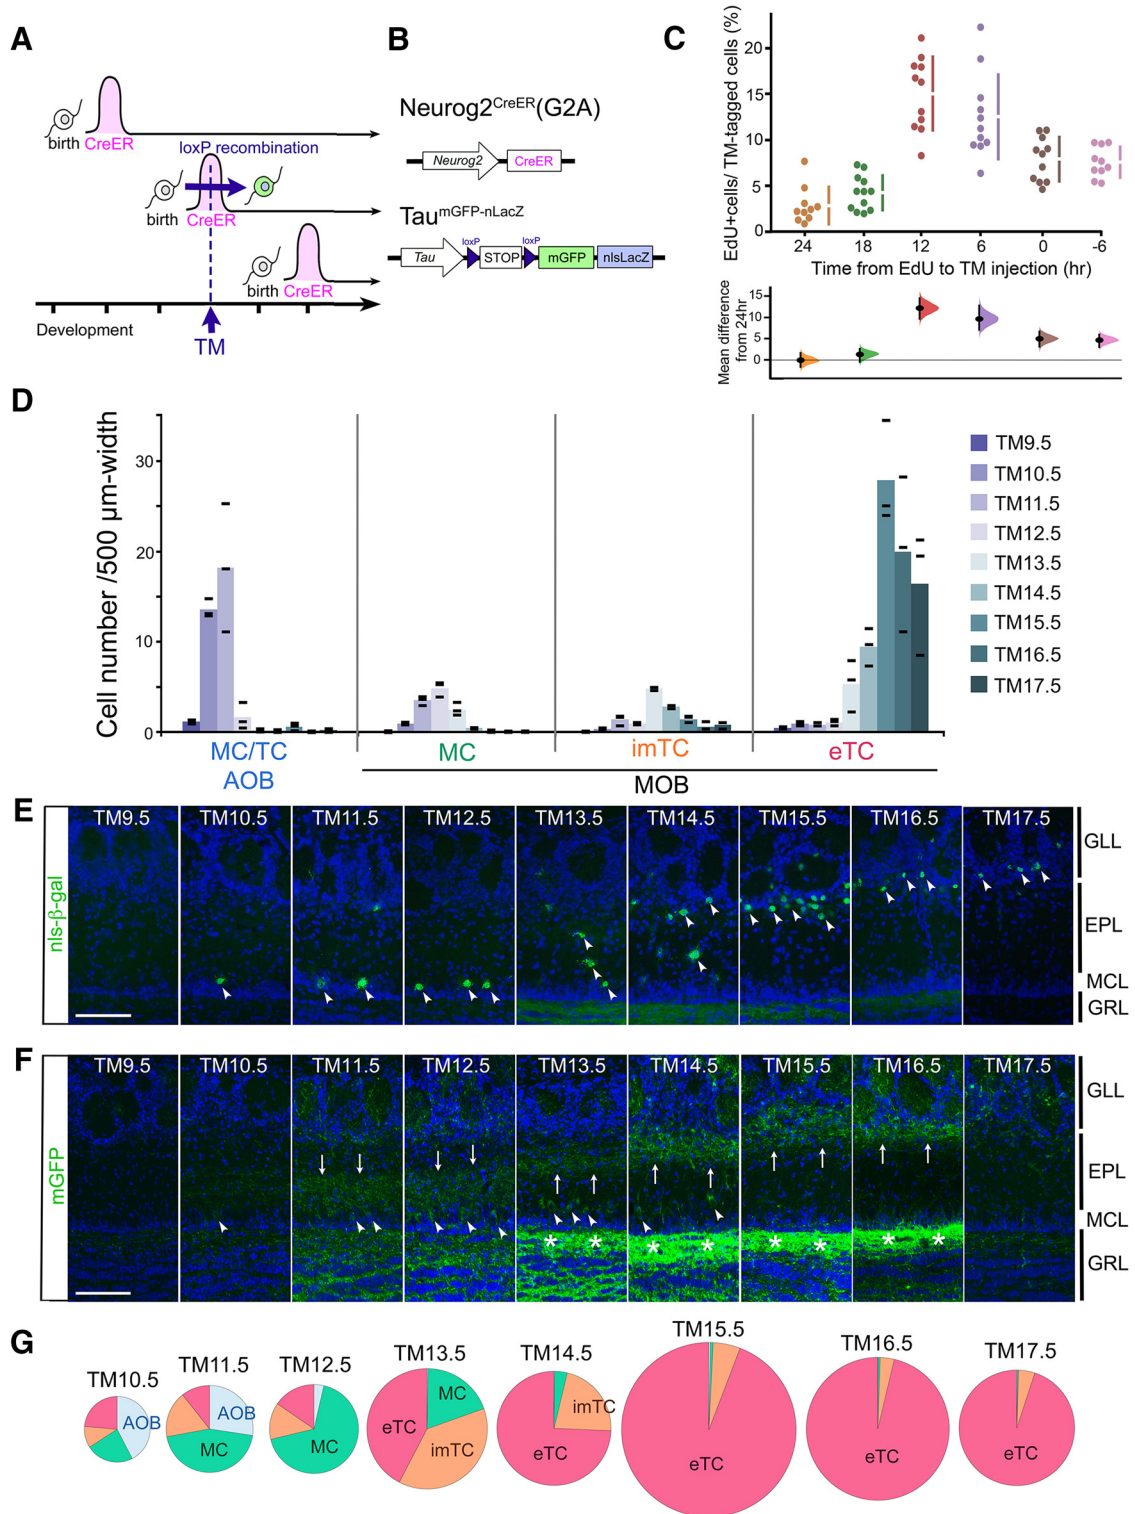 A
birth CreER
loxP recombination
birth CreER
birth CreER
Development
TM
B
Neurog2CreER(G2A)
Neurog2 CreER
TaumGFP-nLacZ
loxP loxP
Tau STOP mGFP nlsLacZ
C
EdU+cells/ TM-tagged cells (%)
20
15
10
5
0
24 18 12 6 0 -6
Time from EdU to TM injection (hr)
Mean difference
from 24hr
15
10
5
0
24 18 12 6 0 -6
D
Cell number /500 µm-width
30
20
10
0
MC/TC
AOB
MC
imTC
eTC
MOB
TM9.5
TM10.5
TM11.5
TM12.5
TM13.5
TM14.5
TM15.5
TM16.5
TM17.5
E
nls-β-gal
TM9.5 TM10.5 TM11.5 TM12.5 TM13.5 TM14.5 TM15.5 TM16.5 TM17.5
GLL
EPL
MCL
GRL
F
mGFP
TM9.5 TM10.5 TM11.5 TM12.5 TM13.5 TM14.5 TM15.5 TM16.5 TM17.5
GLL
EPL
MCL
GRL
* * * * * * * *
G
TM10.5 TM11.5 TM12.5 TM13.5 TM14.5 TM15.5 TM16.5 TM17.5
AOB
AOB
MC
MC
MC
eTC
imTC
imTC
eTC
eTC
eTC
eTC